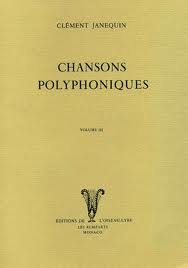 CLÉMENT JANEQUIN
CHANSONS
POLYPHONIQUES
VOLUME III
ÉDITIONS DE L'OISEAU-LYRE
LES REMPARTS
MONACO